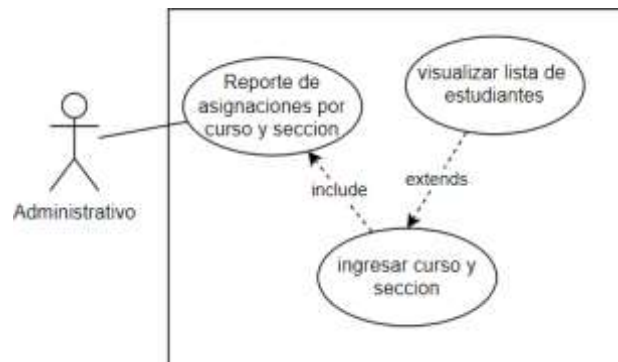 Reporte de
asignaciones por
curso y seccion
visualizar lista de
estudiantes
include
extends
Administrativo
ingresar curso y
seccion